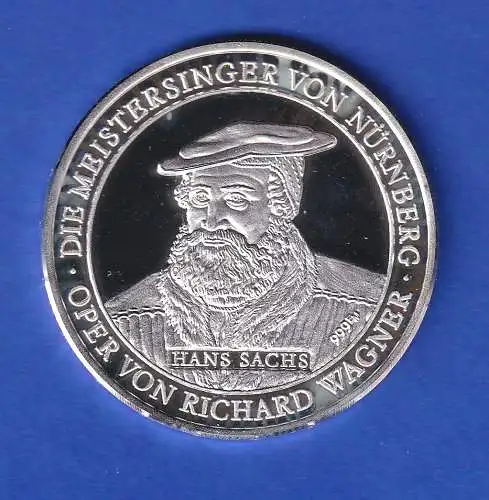 · DIE MEISTERSINGER VON NÜRNBERG ·
OPER VON RICHARD WAGNER
HANS SACHS
999